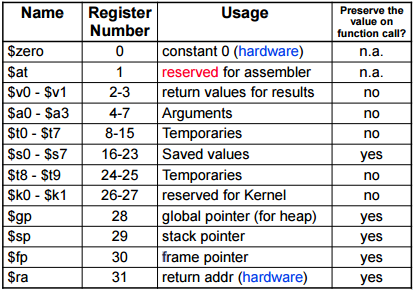 Name Register Number Usage Preserve the value on function call?
$zero 0 constant 0 (hardware) n.a.
$at 1 reserved for assembler n.a.
$v0 - $v1 2-3 return values for results no
$a0 - $a3 4-7 Arguments no
$t0 - $t7 8-15 Temporaries no
$s0 - $s7 16-23 Saved values yes
$t8 - $t9 24-25 Temporaries no
$k0 - $k1 26-27 reserved for Kernel no
$gp 28 global pointer (for heap) yes
$sp 29 stack pointer yes
$fp 30 frame pointer yes
$ra 31 return addr (hardware) yes